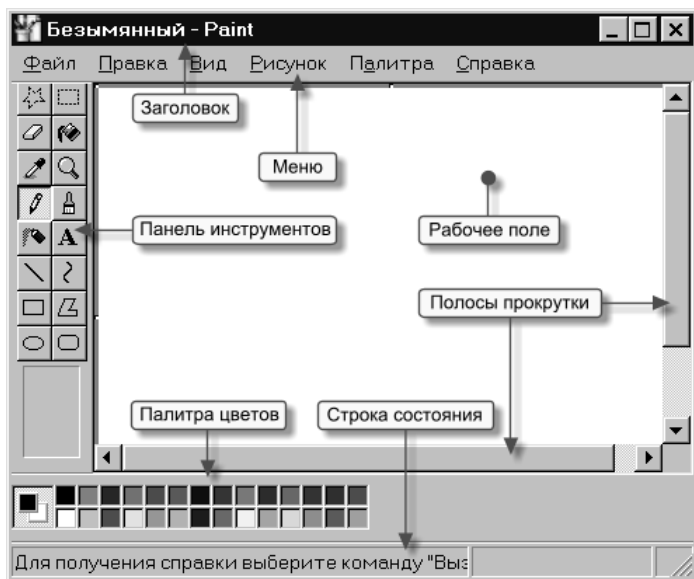 Безымянный - Paint
Файл Правка Вид Рисунок Палитра Справка
Заголовок
Меню
A
Панель инструментов
Рабочее поле
Полосы прокрутки
Палитра цветов
Строка состояния
Для получения справки выберите команду "Выз